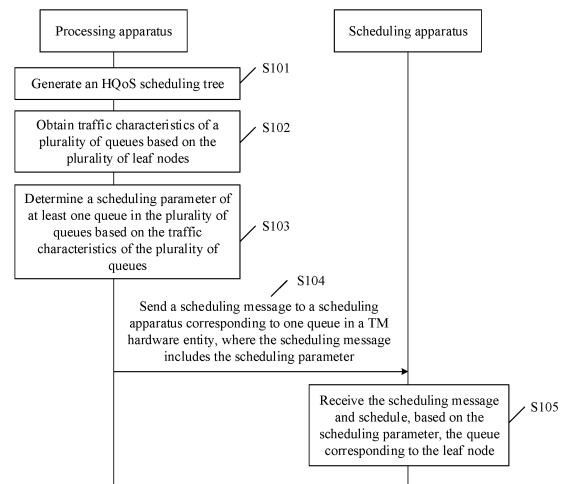 Processing apparatus
Scheduling apparatus
Generate an HQoS scheduling tree
S101
Obtain traffic characteristics of a
plurality of queues based on the
plurality of leaf nodes
S102
Determine a scheduling parameter of
at least one queue in the plurality of
queues based on the traffic
characteristics of the plurality of
queues
S103
S104
Send a scheduling message to a scheduling
apparatus corresponding to one queue in a TM
hardware entity, where the scheduling message
includes the scheduling parameter
Receive the scheduling message
and schedule, based on the
scheduling parameter, the queue
corresponding to the leaf node
S105